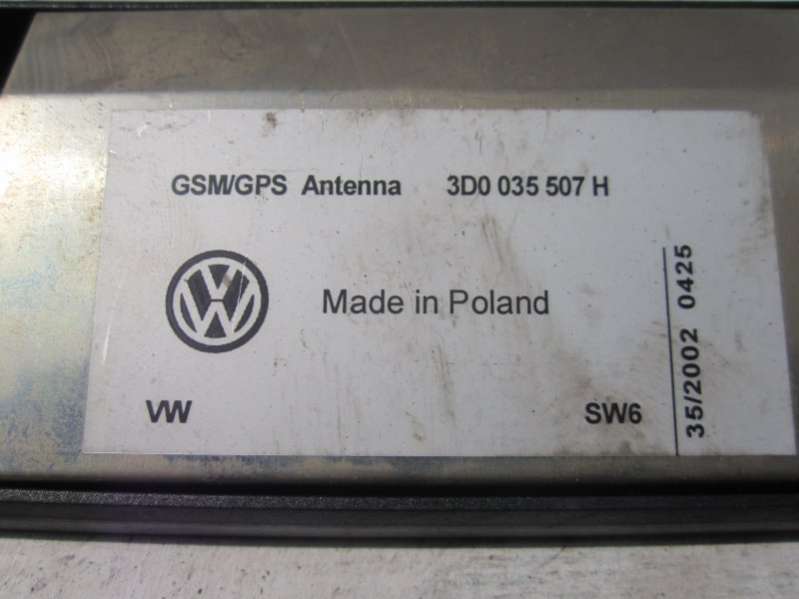 GSM/GPS Antenna 3D0 035 507 H
Made in Poland
VW SW6
35/2002 0425